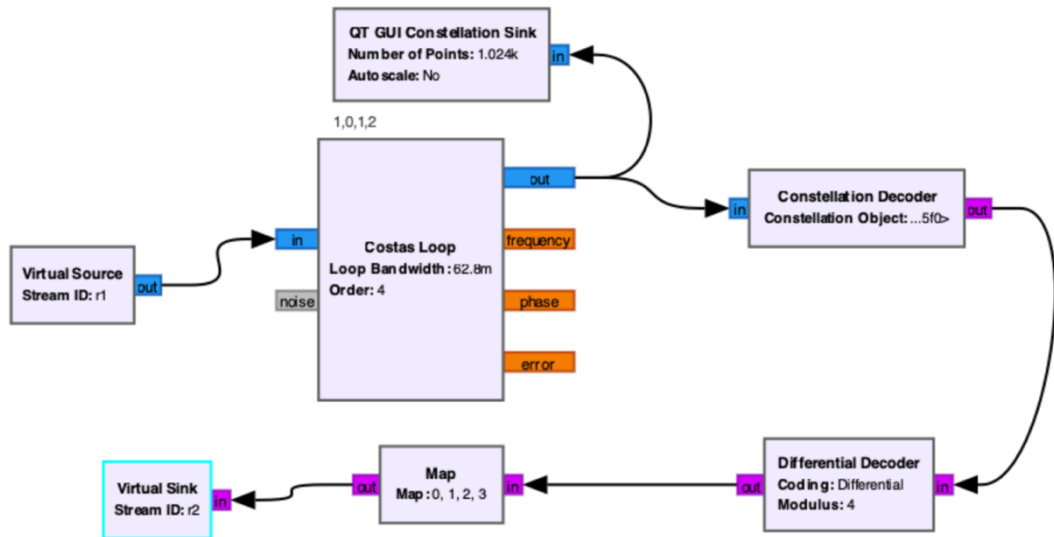 QT GUI Constellation Sink
Number of Points: 1.024k
Autoscale: No
in
1,0,1,2
Virtual Source
Stream ID: r1
out
in
noise
Costas Loop
Loop Bandwidth: 62.8m
Order: 4
out
frequency
phase
error
in
Constellation Decoder
Constellation Object: ...5f0>
out
Virtual Sink
Stream ID: r2
in
out
Map
Map: 0, 1, 2, 3
in
out
Differential Decoder
Coding: Differential
Modulus: 4
in